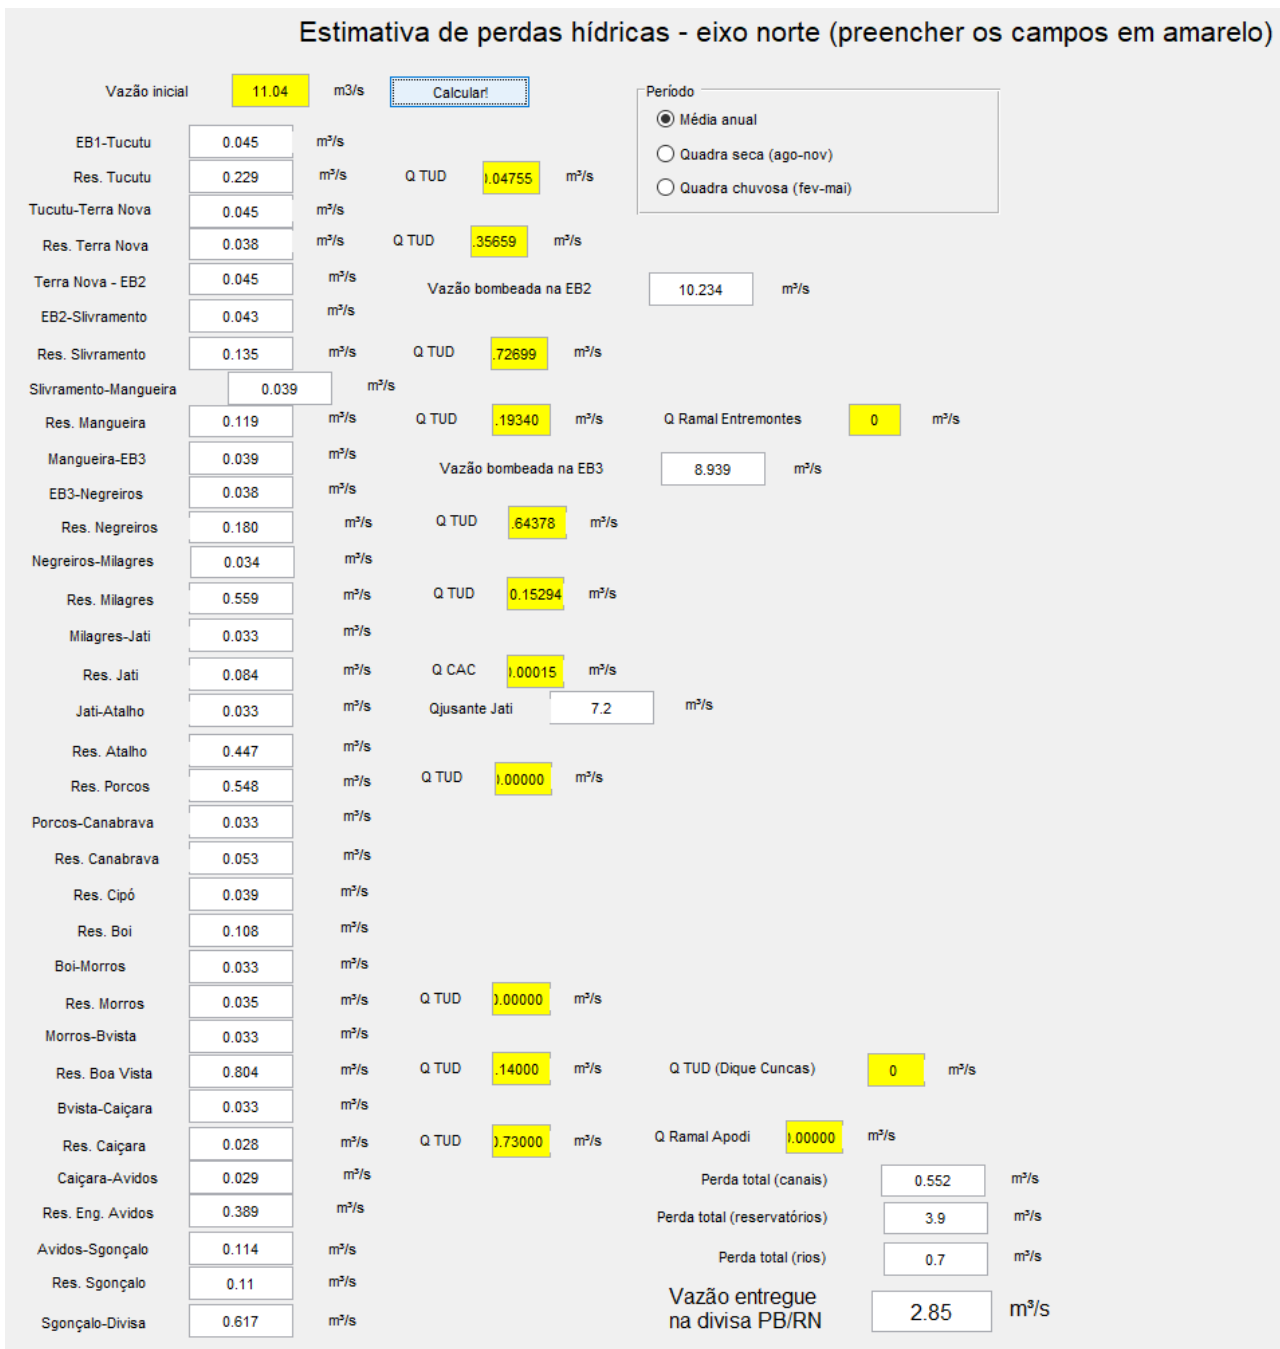 Estimativa de perdas hídricas - eixo norte (preencher os campos em amarelo)
Vazão inicial 11.04 m3/s Calcular!
Período
Média anual
Quadra seca (ago-nov)
Quadra chuvosa (fev-mai)
EB1-Tucutu 0.045 m³/s
Res. Tucutu 0.229 m³/s Q TUD ).04755 m³/s
Tucutu-Terra Nova 0.045 m³/s
Res. Terra Nova 0.038 m³/s Q TUD .35659 m³/s
Terra Nova - EB2 0.045 m³/s
Vazão bombeada na EB2 10.234 m³/s
EB2-Slivramento 0.043 m³/s
Res. Slivramento 0.135 m³/s Q TUD .72699 m³/s
Slivramento-Mangueira 0.039 m³/s
Res. Mangueira 0.119 m³/s Q TUD .19340 m³/s Q Ramal Entremontes 0 m³/s
Mangueira-EB3 0.039 m³/s
Vazão bombeada na EB3 8.939 m³/s
EB3-Negreiros 0.038 m³/s
Res. Negreiros 0.180 m³/s Q TUD .64378 m³/s
Negreiros-Milagres 0.034 m³/s
Res. Milagres 0.559 m³/s Q TUD 0.15294 m³/s
Milagres-Jati 0.033 m³/s
Res. Jati 0.084 m³/s Q CAC ).00015 m³/s
Jati-Atalho 0.033 m³/s Qjusante Jati 7.2 m³/s
Res. Atalho 0.447 m³/s
Res. Porcos 0.548 m³/s Q TUD ).00000 m³/s
Porcos-Canabrava 0.033 m³/s
Res. Canabrava 0.053 m³/s
Res. Cipó 0.039 m³/s
Res. Boi 0.108 m³/s
Boi-Morros 0.033 m³/s
Res. Morros 0.035 m³/s Q TUD ).00000 m³/s
Morros-Bvista 0.033 m³/s
Res. Boa Vista 0.804 m³/s Q TUD .14000 m³/s Q TUD (Dique Cuncas) 0 m³/s
Bvista-Caiçara 0.033 m³/s
Res. Caiçara 0.028 m³/s Q TUD ).73000 m³/s Q Ramal Apodi ).00000 m³/s
Caiçara-Avidos 0.029 m³/s
Perda total (canais) 0.552 m³/s
Res. Eng. Avidos 0.389 m³/s
Perda total (reservatórios) 3.9 m³/s
Avidos-Sgonçalo 0.114 m³/s
Perda total (rios) 0.7 m³/s
Res. Sgonçalo 0.11 m³/s
Sgonçalo-Divisa 0.617 m³/s
Vazão entregue
na divisa PB/RN 2.85 m³/s